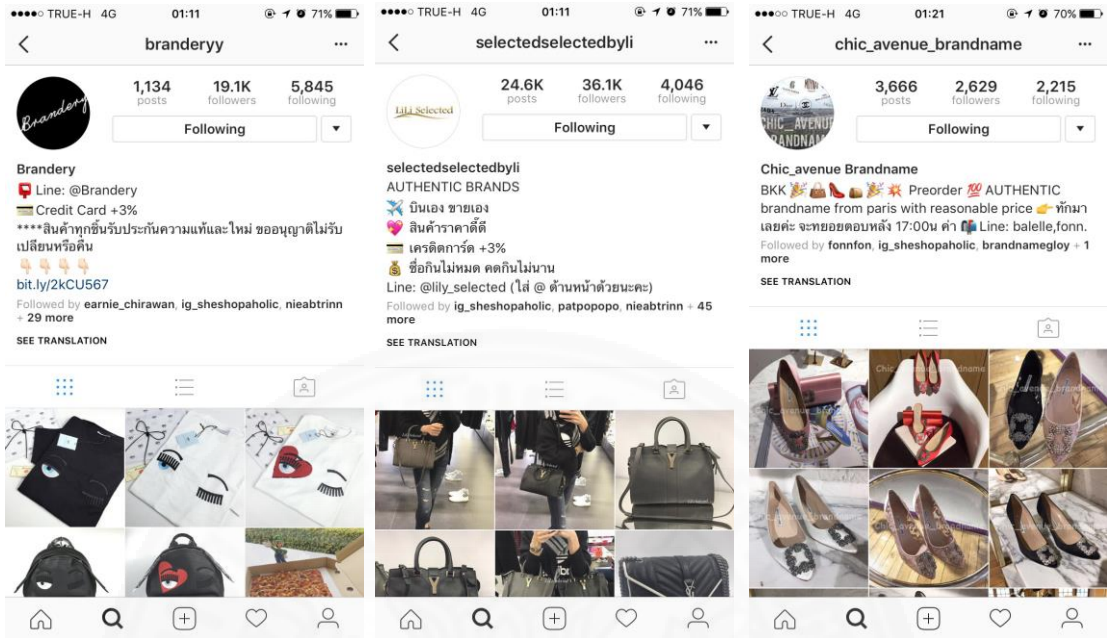 TRUE-H 4G 01:11 71%
branderyy
Brandery
1,134 19.1K 5,845
posts followers following
Following
Brandery
Line: @Brandery
Credit Card +3%
****สินค้าทุกชิ้นรับประกันความแท้และใหม่ ขออนุญาติไม่รับ
เปลี่ยนหรือคืน
bit.ly/2kCU567
Followed by earnie_chirawan, ig_sheshopaholic, nieabtrinn
+ 29 more
SEE TRANSLATION
TRUE-H 4G 01:11 71%
selectedselectedbyli
LiLi Selected
24.6K 36.1K 4,046
posts followers following
Following
selectedselectedbyli
AUTHENTIC BRANDS
✈️ บินเอง ขายเอง
💖 สินค้าราคาดี๊ดี
💳 เครดิตการ์ด +3%
💰 ซื่อกินไม่หมด คดกินไม่นาน
Line: @lily_selected (ใส่ @ ด้านหน้าด้วยนะคะ)
Followed by ig_sheshopaholic, patpopopo, nieabtrinn + 45
more
SEE TRANSLATION
TRUE-H 4G 01:21 70%
chic_avenue_brandname
CHIC_AVENUE
BRANDNAM
3,666 2,629 2,215
posts followers following
Following
Chic_avenue Brandname
BKK 🎉👜👠👝🎉💥 Preorder 💯 AUTHENTIC
brandname from paris with reasonable price 👉 ทักมา
เลยค่ะ จะทยอยตอบหลัง 17:00น ค่า Line: balelle,fonn.
Followed by fonnfon, ig_sheshopaholic, brandnamegloy + 1
more
SEE TRANSLATION